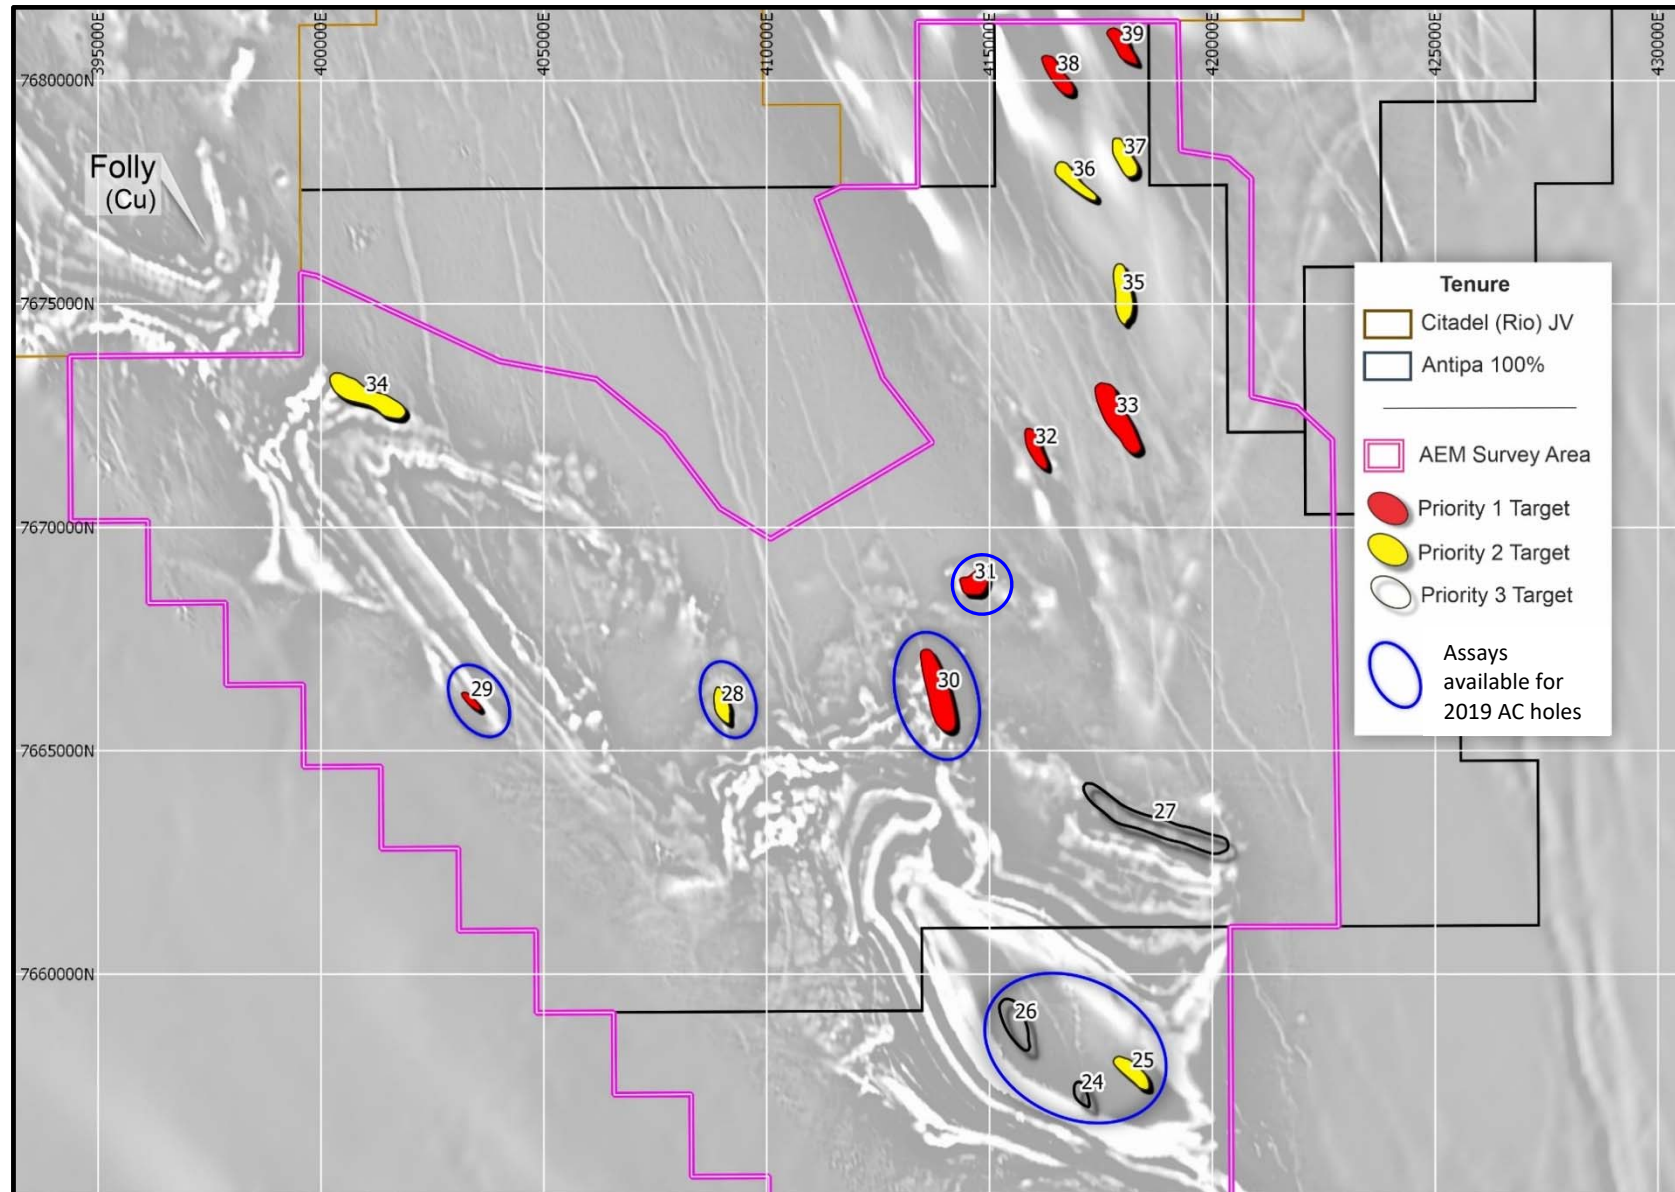 395000E
400000E
405000E
410000E
415000E
420000E
425000E
430000E
39
38
7680000N
37
36
Folly
(Cu)
35
7675000N
34
33
32
7670000N
31
30
29
28
7665000N
27
7660000N
26
25
24
Tenure
Citadel (Rio) JV
Antipa 100%
AEM Survey Area
Priority 1 Target
Priority 2 Target
Priority 3 Target
Assays
available for
2019 AC holes